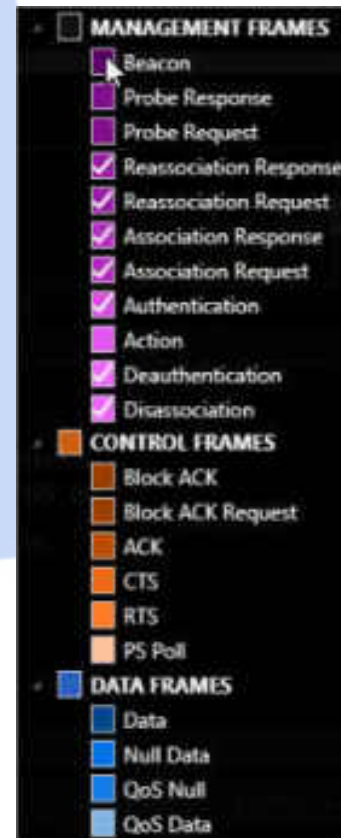 MANAGEMENT FRAMES
Beacon
Probe Response
Probe Request
Reassociation Response
Reassociation Request
Association Response
Association Request
Authentication
Action
Deauthentication
Disassociation
CONTROL FRAMES
Block ACK
Block ACK Request
ACK
CTS
RTS
PS Poll
DATA FRAMES
Data
Null Data
QoS Null
QoS Data